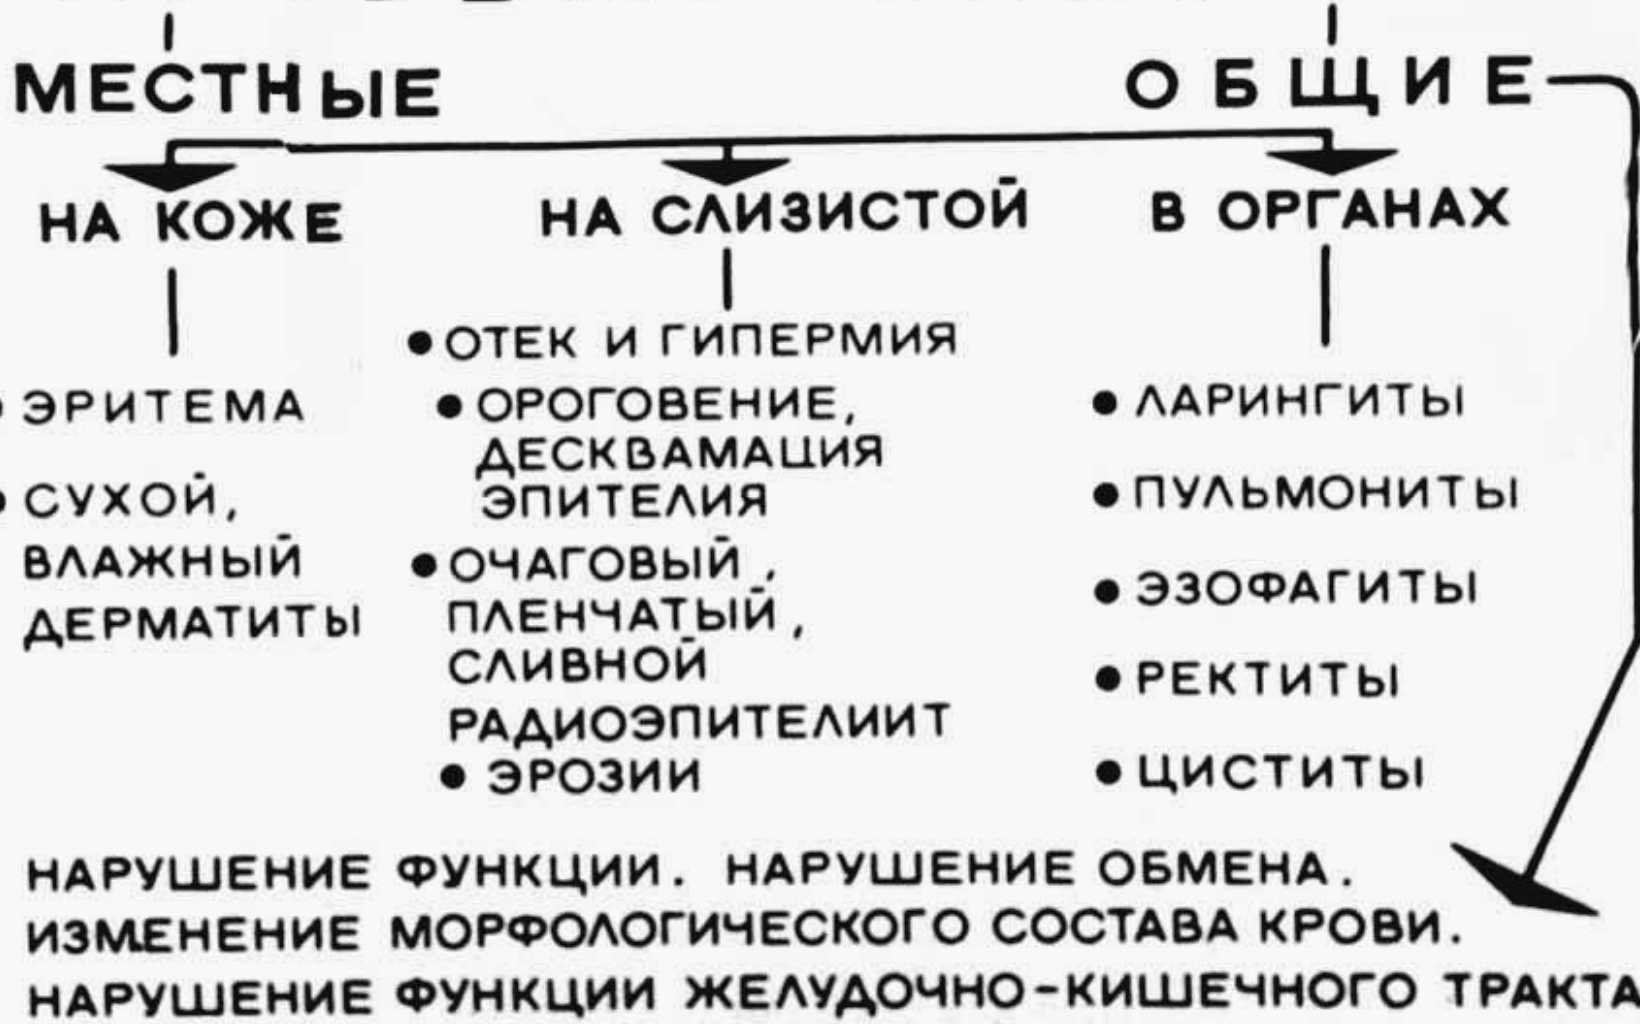 МЕСТНЫЕ
ОБЩИЕ
НА КОЖЕ
НА СЛИЗИСТОЙ
В ОРГАНАХ
ЭРИТЕМА
СУХОЙ,
ВЛАЖНЫЙ
ДЕРМАТИТЫ
ОТЕК И ГИПЕРМИЯ
ОРОГОВЕНИЕ,
ДЕСКВАМАЦИЯ
ЭПИТЕЛИЯ
ОЧАГОВЫЙ,
ПЛЕНЧАТЫЙ,
СЛИВНОЙ
РАДИОЭПИТЕЛИИТ
ЭРОЗИИ
ЛАРИНГИТЫ
ПУЛЬМОНИТЫ
ЭЗОФАГИТЫ
РЕКТИТЫ
ЦИСТИТЫ
НАРУШЕНИЕ ФУНКЦИИ. НАРУШЕНИЕ ОБМЕНА.
ИЗМЕНЕНИЕ МОРФОЛОГИЧЕСКОГО СОСТАВА КРОВИ.
НАРУШЕНИЕ ФУНКЦИИ ЖЕЛУДОЧНО-КИШЕЧНОГО ТРАКТА